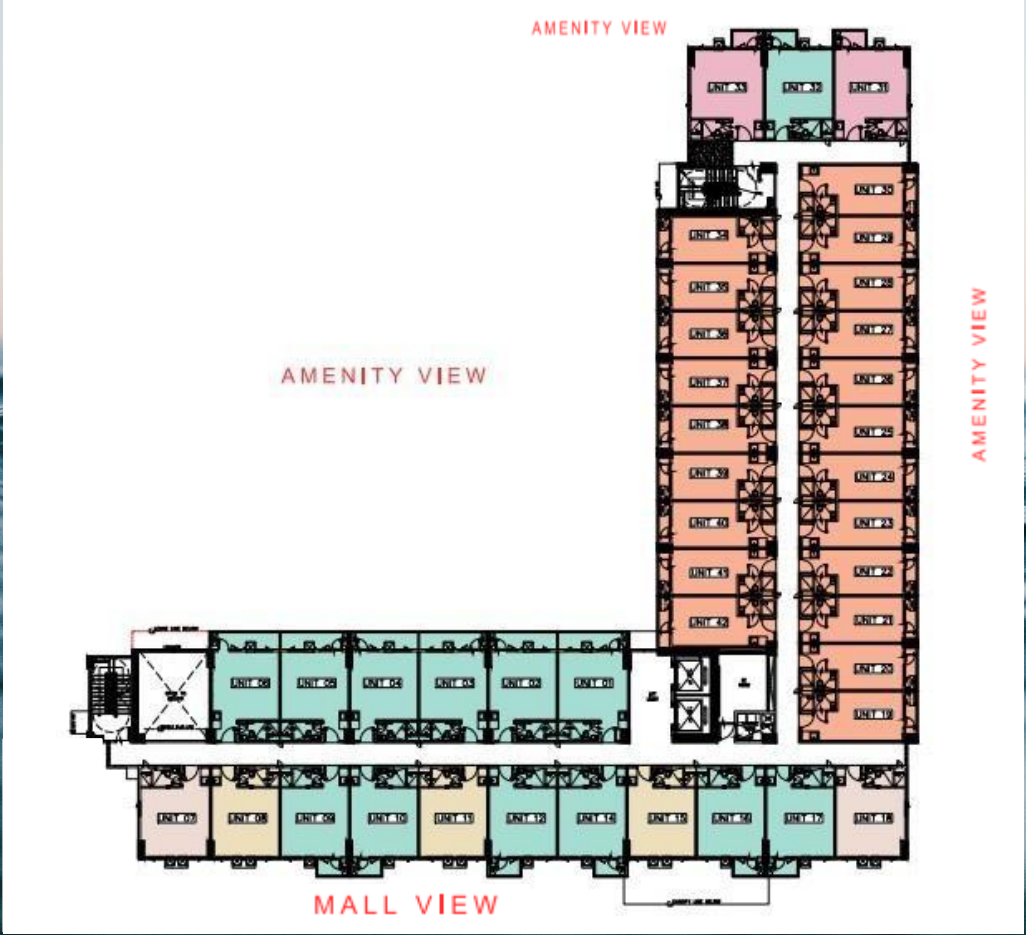 AMENITY VIEW
UNIT 33
UNIT 32
UNIT 31
UNIT 30
UNIT 34
UNIT 29
UNIT 35
UNIT 28
UNIT 36
UNIT 27
AMENITY VIEW
UNIT 37
UNIT 26
AMENITY VIEW
UNIT 38
UNIT 25
UNIT 39
UNIT 24
UNIT 40
UNIT 23
UNIT 41
UNIT 22
UNIT 42
UNIT 21
UNIT 06
UNIT 05
UNIT 04
UNIT 03
UNIT 02
UNIT 01
UNIT 20
UNIT 19
UNIT 07
UNIT 08
UNIT 09
UNIT 10
UNIT 11
UNIT 12
UNIT 14
UNIT 15
UNIT 16
UNIT 17
UNIT 18
MALL VIEW